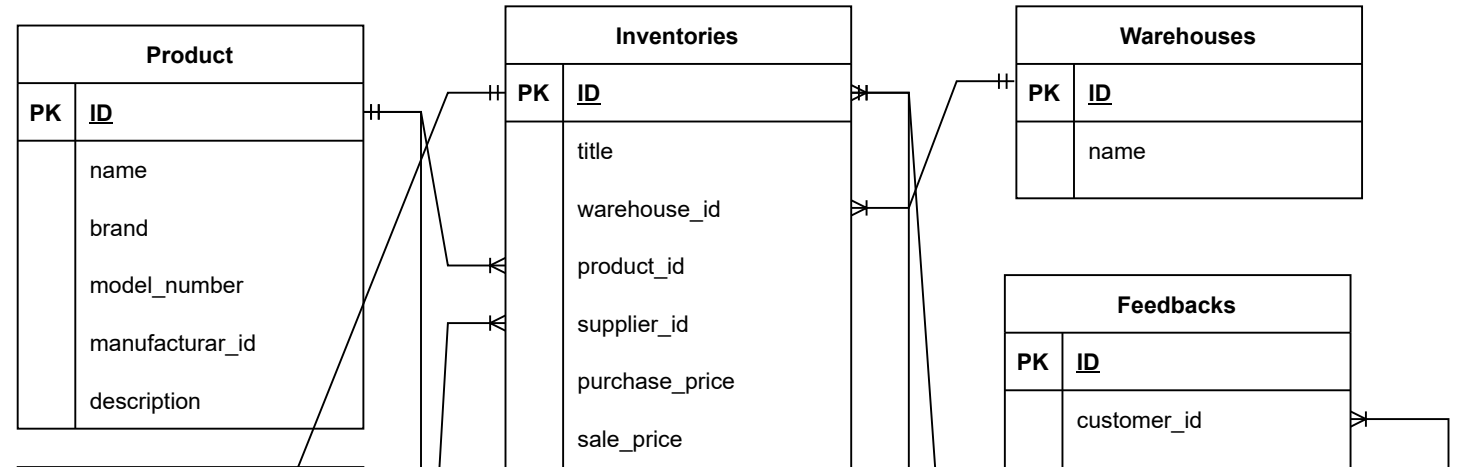 Product
PK ID
name
brand
model_number
manufacturar_id
description
Inventories
PK ID
title
warehouse_id
product_id
supplier_id
purchase_price
sale_price
Warehouses
PK ID
name
Feedbacks
PK ID
customer_id